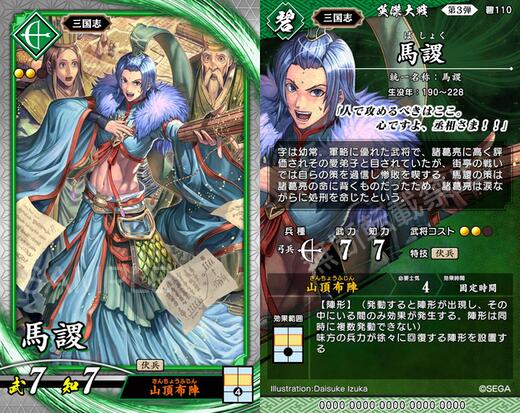 三国志
馬謖
伏兵
武7 知7
さんちょうふじん
山頂布陣
4
碧
英傑大戦
第3弾
碧110
三国志
ばしょく
馬謖
統一名称：馬謖
生没年：190～228
「人で攻めるべきはここ。
心ですよ、丞相さま！！」
字は幼常。軍略に優れた武将で、諸葛亮に高く評
価されその愛弟子と目されていたが、街亭の戦い
では自らの策を過信し惨敗を喫する。馬謖の策は
諸葛亮の命に背くものだったため、諸葛亮は涙な
がらに処刑を命じたという。
兵種 武力 知力 武将コスト
弓兵 7 7
特技 伏兵
さんちょうふじん
山頂布陣
必要士気 4
効果時間 固定時間
効果範囲
【陣形】（発動すると陣形が出現し、その
中にいる間のみ効果が発生する。陣形は同
時に複数発動できない）
味方の兵力が徐々に回復する陣形を設置す
る
Illustration:Daisuke Izuka
©SEGA
0000-0000-0000-0000-0000